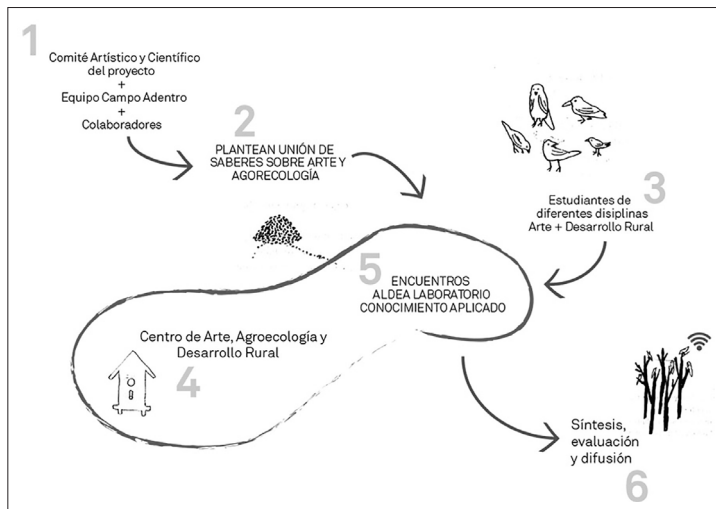 1
Comité Artístico y Científico
del proyecto
+
Equipo Campo Adentro
+
Colaboradores
2
PLANTEAN UNIÓN DE
SABERES SOBRE ARTE Y
AGORECOLOGÍA
3
Estudiantes de
diferentes disiplinas
Arte + Desarrollo Rural
4
Centro de Arte, Agroecología y
Desarrollo Rural
5
ENCUENTROS
ALDEA LABORATORIO
CONOCIMIENTO APLICADO
6
Síntesis,
evaluación
y difusión